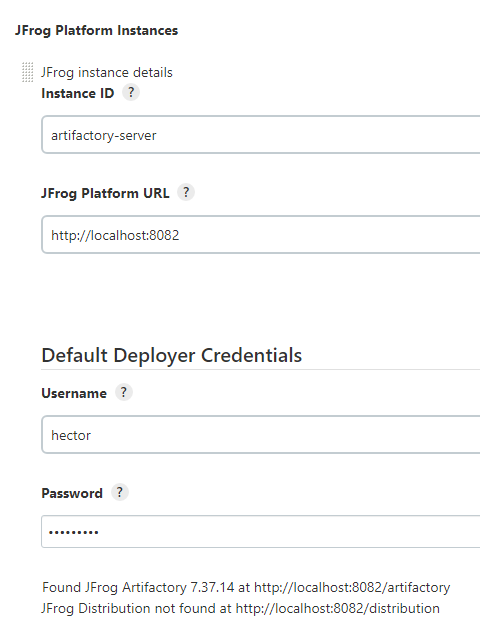 JFrog Platform Instances
JFrog instance details
Instance ID ?
artifactory-server
JFrog Platform URL ?
http://localhost:8082
Default Deployer Credentials
Username ?
hector
Password ?
•••••••••
Found JFrog Artifactory 7.37.14 at http://localhost:8082/artifactory
JFrog Distribution not found at http://localhost:8082/distribution